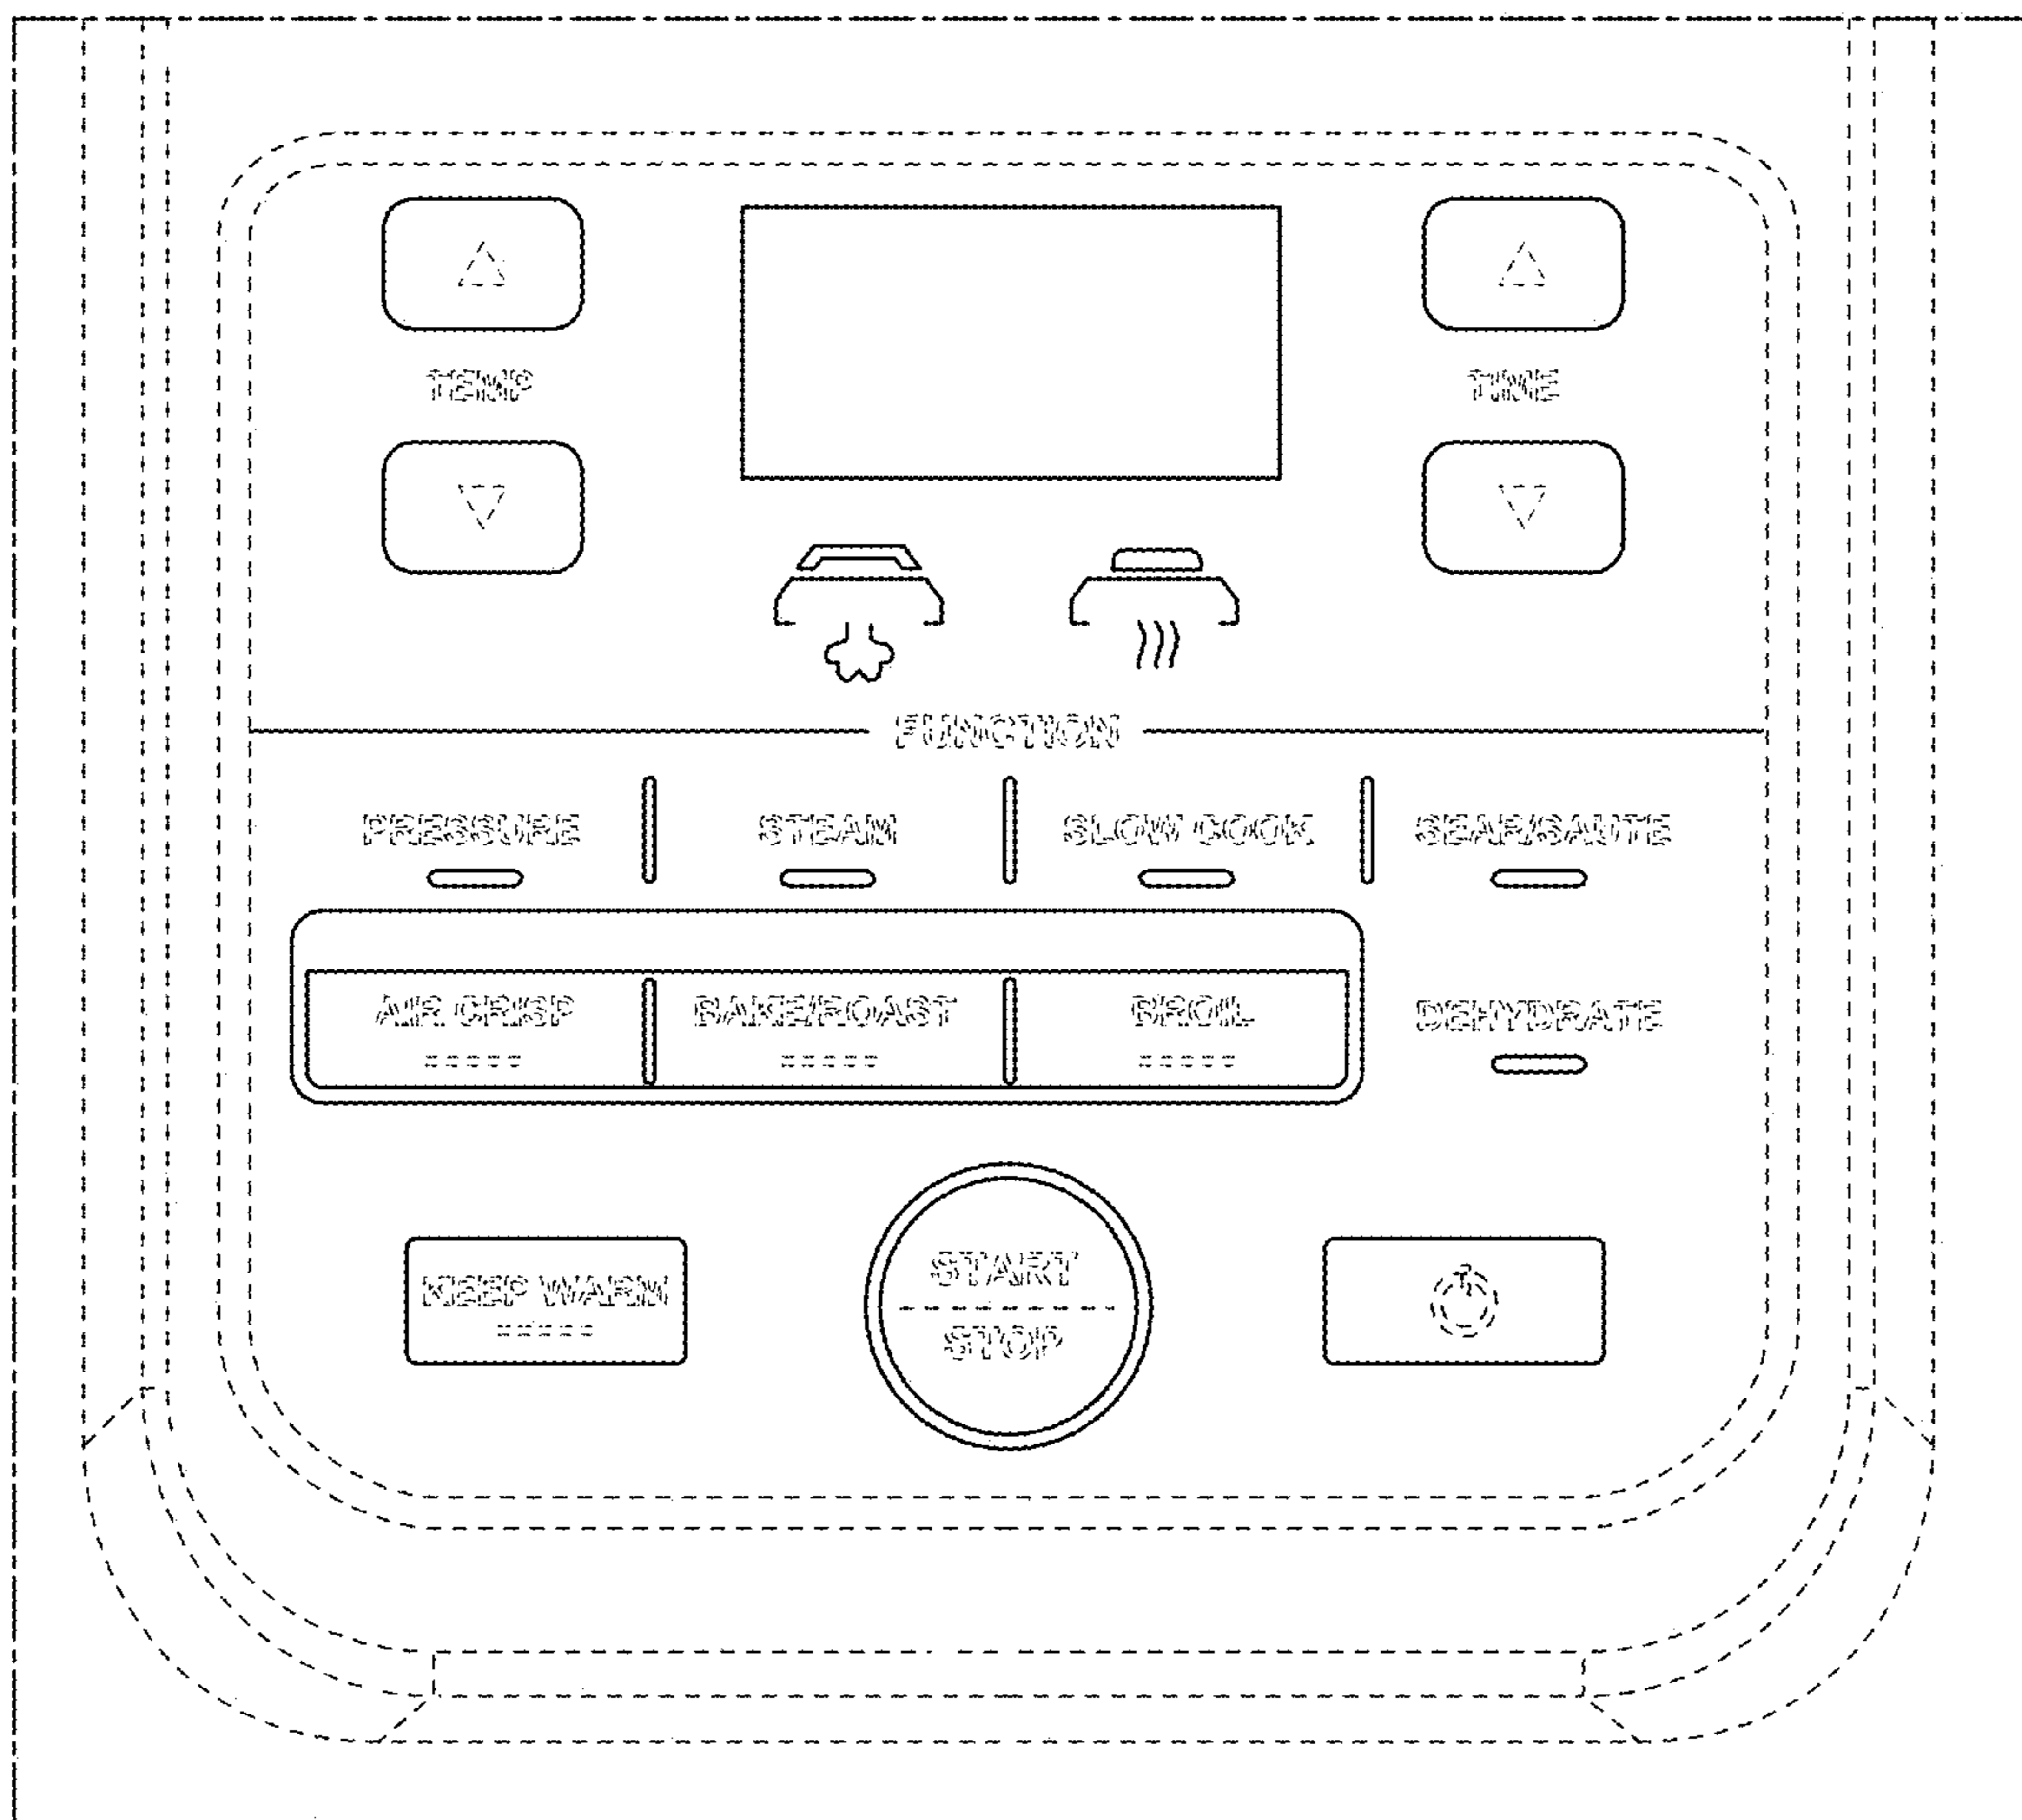 TEMP
TIME
FUNCTION
PRESSURE
STEAM
SLOW COOK
SEAR/SAUTE
AIR CRISP
BAKE/ROAST
BROIL
DEHYDRATE
KEEP WARM
START
STOP